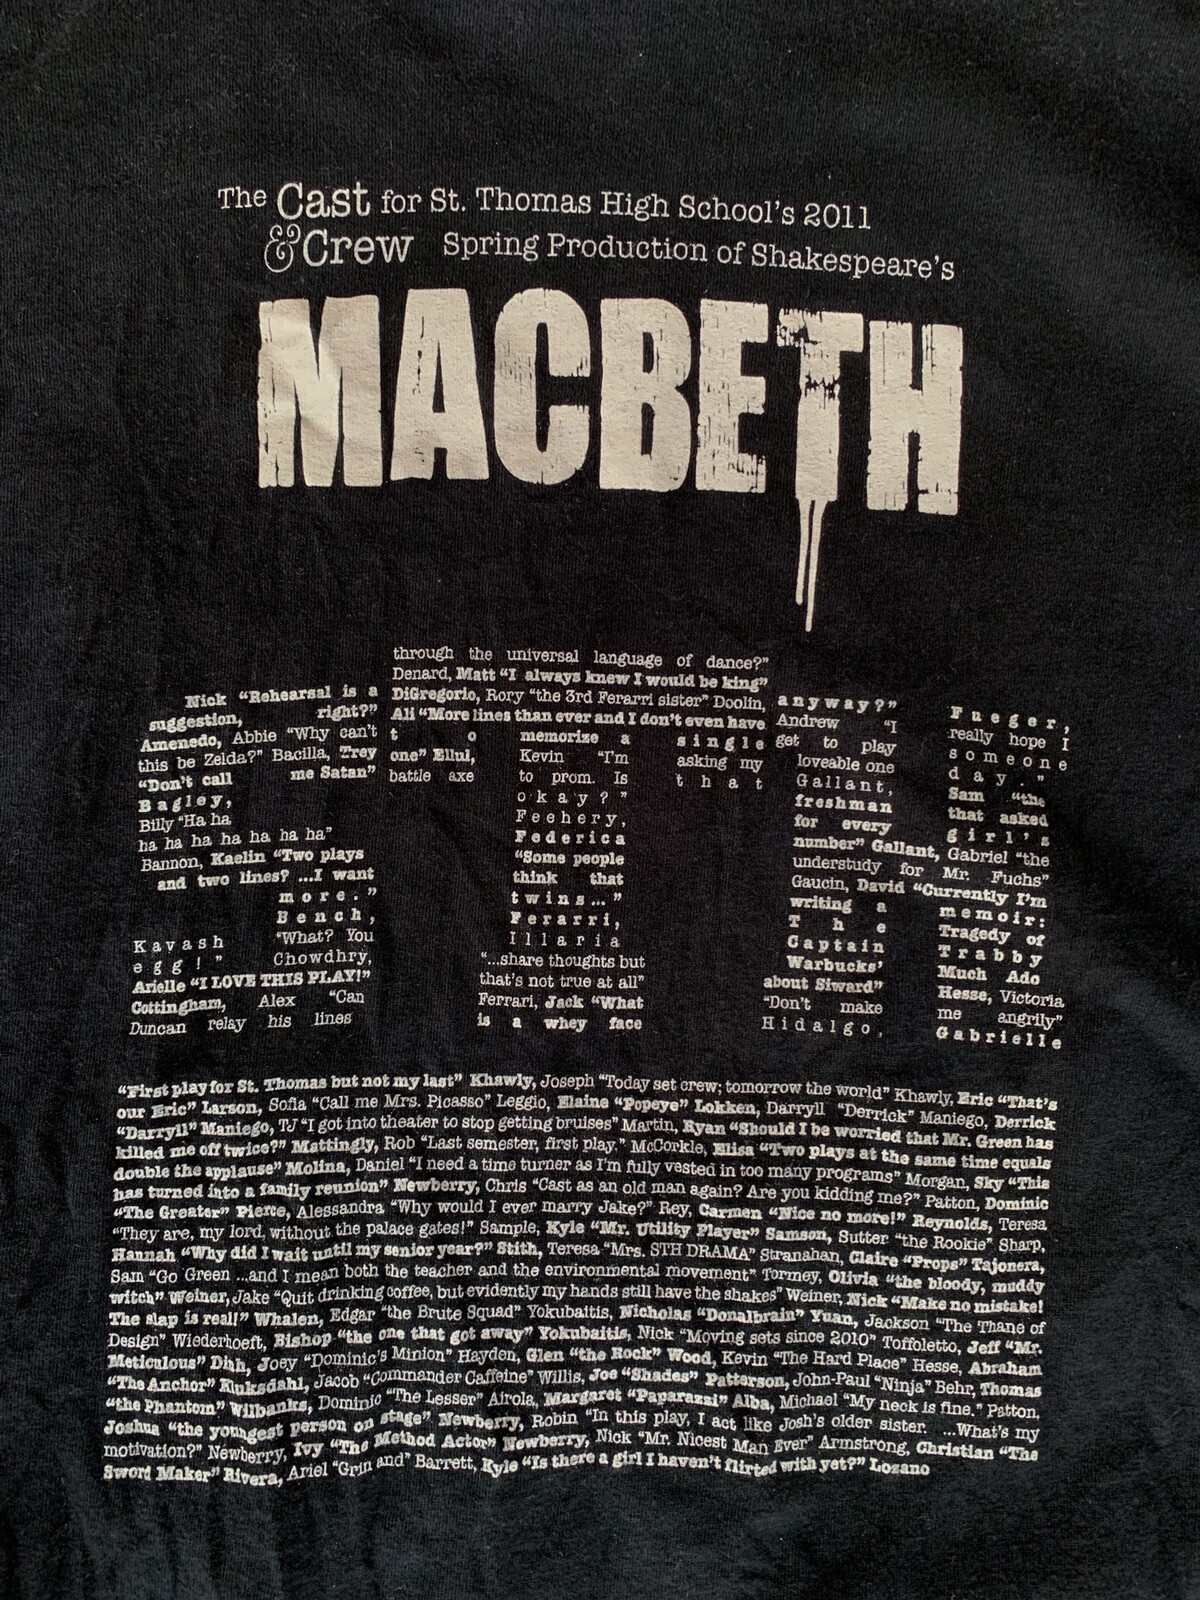 The Cast for St. Thomas High School's 2011
& Crew Spring Production of Shakespeare's
MACBETH
Nick "Rehearsal is a
suggestion, right?"
Amenedo, Abbie "Why can't
this be Zelda?" Bacilla, Trey
"Don't call me Satan"
Bagley,
Billy "Ha ha
ha ha ha ha ha ha"
Bannon, Kaelin "Two plays
and two lines? ...I want
more."
Bench,
Kavash "What? You
egg!" Chowdhry,
Arielle "I LOVE THIS PLAY!"
Cottingham, Alex "Can
Duncan relay his lines
through the universal language of dance?"
Denard, Matt "I always knew I would be king"
DiGregorio, Rory "the 3rd Ferarri sister" Doolin,
Ali "More lines than ever and I don't even have
to memorize a single
one" Ellul, Kevin "I'm asking my
battle axe to prom. Is that
okay?"
Feehery,
Federica
"Some people
think that
twins..."
Ferarri,
Illaria
"...share thoughts but
that's not true at all"
Ferrari, Jack "What
is a whey face
anyway?" Fueger,
Andrew "I really hope I
get to play someone
loveable one day."
Gallant, Sam "the
freshman that asked
for every girl's
number" Gallant, Gabriel "the
understudy for Mr. Fuchs"
Gaucin, David "Currently I'm
writing a memoir:
The Tragedy of
Captain Trabby
Warbucks' Much Ado
about Siward" Hesse, Victoria
"Don't make me angrily"
Hidalgo, Gabrielle
"First play for St. Thomas but not my last" Khawly, Joseph "Today set crew; tomorrow the world" Khawly, Eric "That's
our Eric" Larson, Sofia "Call me Mrs. Picasso" Leggio, Elaine "Popeye" Lokken, Darryll "Derrick" Maniego, Derrick
"Darryll" Maniego, TJ "I got into theater to stop getting bruises" Martin, Ryan "Should I be worried that Mr. Green has
killed me off twice?" Mattingly, Rob "Last semester, first play." McCorkle, Elisa "Two plays at the same time equals
double the applause" Molina, Daniel "I need a time turner as I'm fully vested in too many programs" Morgan, Sky "This
has turned into a family reunion" Newberry, Chris "Cast as an old man again? Are you kidding me?" Patton, Dominic
"The Greater" Pierce, Alessandra "Why would I ever marry Jake?" Rey, Carmen "Nice no more!" Reynolds, Teresa
"They are, my lord, without the palace gates!" Sample, Kyle "Mr. Utility Player" Samson, Sutter "the Rookie" Sharp,
Hannah "Why did I wait until my senior year?" Stith, Teresa "Mrs. STH DRAMA" Stranahan, Claire "Props" Tajonera,
Sam "Go Green ...and I mean both the teacher and the environmental movement" Tormey, Olivia "the bloody, muddy
witch" Weiner, Jake "Quit drinking coffee, but evidently my hands still have the shakes" Weiner, Nick "Make no mistake!
The slap is real!" Whalen, Edgar "the Brute Squad" Yokubaitis, Nicholas "Donalbrain" Yuan, Jackson "The Thane of
Design" Wiederhoeft, Bishop "the one that got away" Yokubaitis, Nick "Moving sets since 2010" Toffoletto, Jeff "Mr.
Meticulous" Dinh, Joey "Dominic's Minion" Hayden, Glen "the Rock" Wood, Kevin "The Hard Place" Hesse, Abraham
"The Anchor" Kluksdahl, Jacob "Commander Caffeine" Willis, Joe "Shades" Patterson, John-Paul "Ninja" Behr, Thomas
"the Phantom" Wilbanks, Dominic "The Lesser" Airola, Margaret "Paparazzi" Alba, Michael "My neck is fine." Patton,
Joshua "the youngest person on stage" Newberry, Robin "In this play, I act like Josh's older sister. ...What's my
motivation?" Newberry, Ivy "The Method Actor" Newberry, Nick "Mr. Nicest Man Ever" Armstrong, Christian "The
Sword Maker" Rivera, Ariel "Grin and" Barrett, Kyle "Is there a girl I haven't flirted with yet?" Lozano